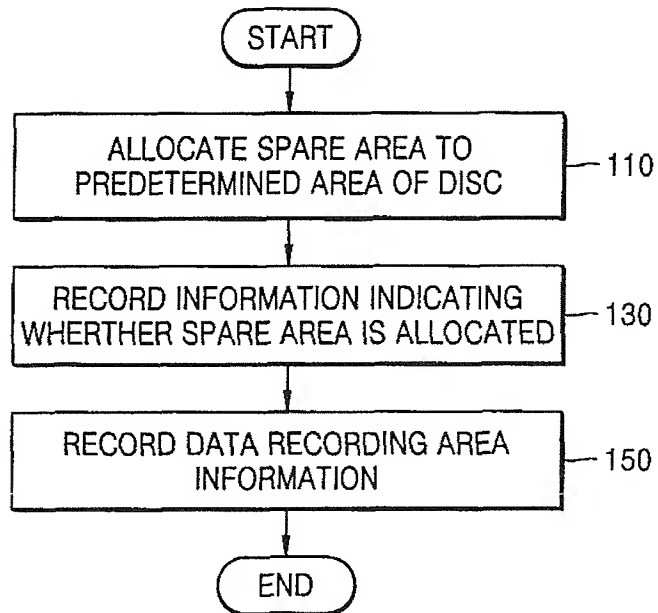 START
ALLOCATE SPARE AREA TO
PREDETERMINED AREA OF DISC
110
RECORD INFORMATION INDICATING
WHERTHER SPARE AREA IS ALLOCATED
130
RECORD DATA RECORDING AREA
INFORMATION
150
END